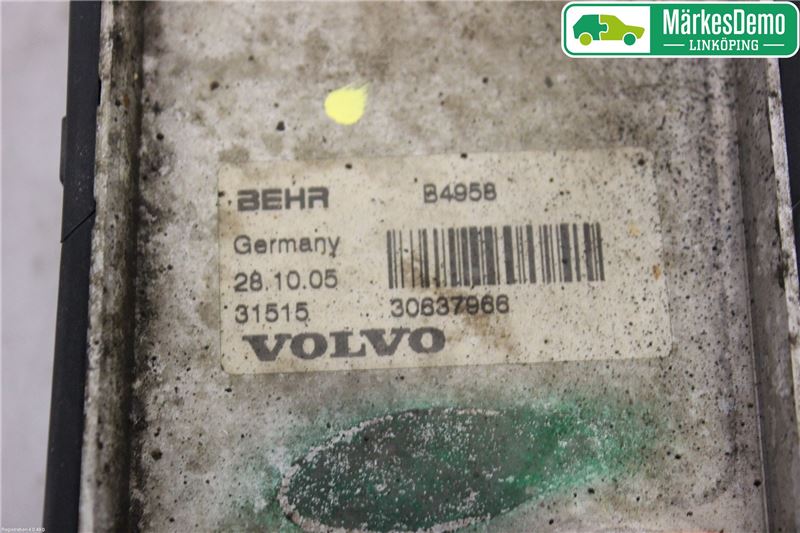 MärkesDemo
LINKÖPING
BEHR B4958
Germany
28.10.05
31515 30637966
VOLVO